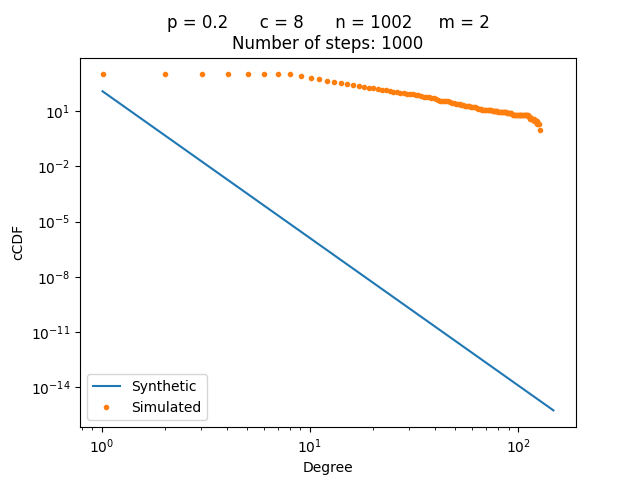 p = 0.2 c = 8 n = 1002 m = 2
Number of steps: 1000
cCDF
10^1
10^-2
10^-5
10^-8
10^-11
10^-14
Synthetic
Simulated
10^0 10^1 10^2
Degree